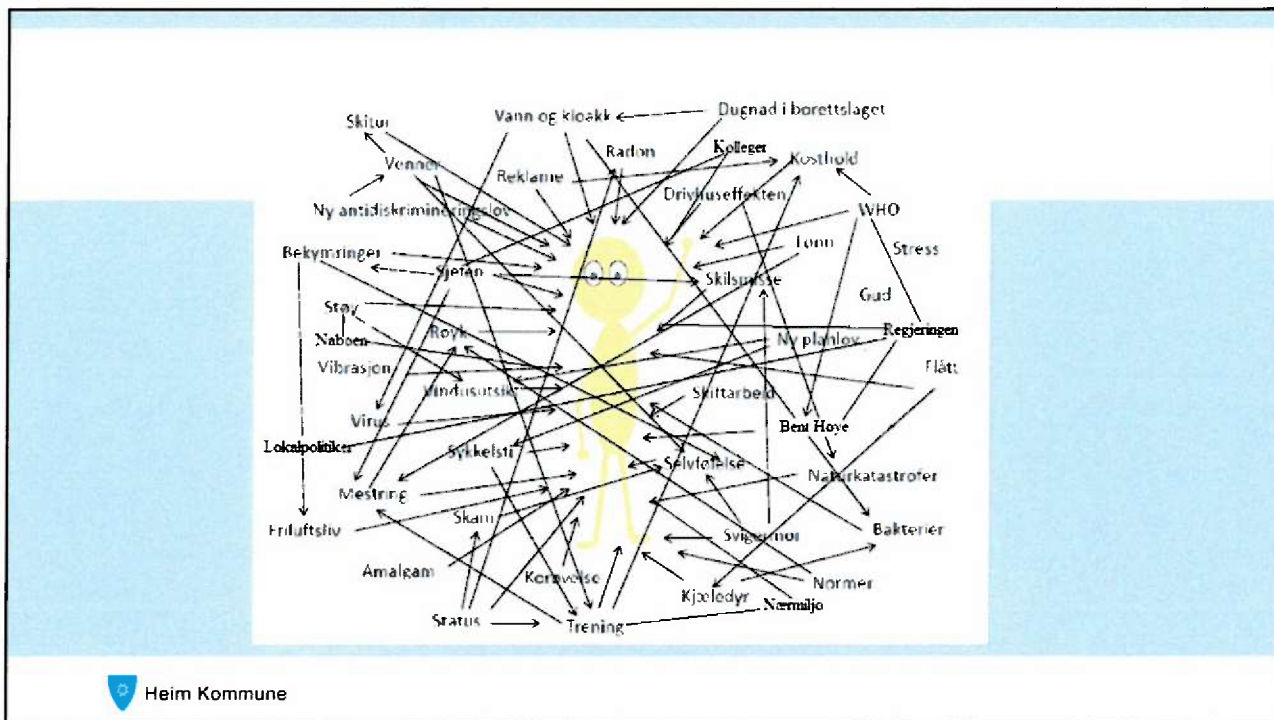 Skitur
Vann og kloakk
Dugnad i borettslaget
Venner
Radon
Kolleger
Kosthold
Reklame
Drivhuseffekten
Ny antidiskrimineringslov
WHO
Bekymringer
Lønn
Stress
Sjefen
Skilsmisse
Gud
Støy
Røyk
Regjeringen
Naboen
Ny planlov
Vibrasjon
Flått
Vindusutsikt
Skiftarbeid
Virus
Bent Høye
Lokalpolitiker
Sykkelsti
Selvfølelse
Mestring
Naturkatastrofer
Skam
Friluftsliv
Svigermor
Bakterier
Amalgam
Korøvelse
Normer
Kjæledyr
Nærmiljø
Status
Trening
Heim Kommune